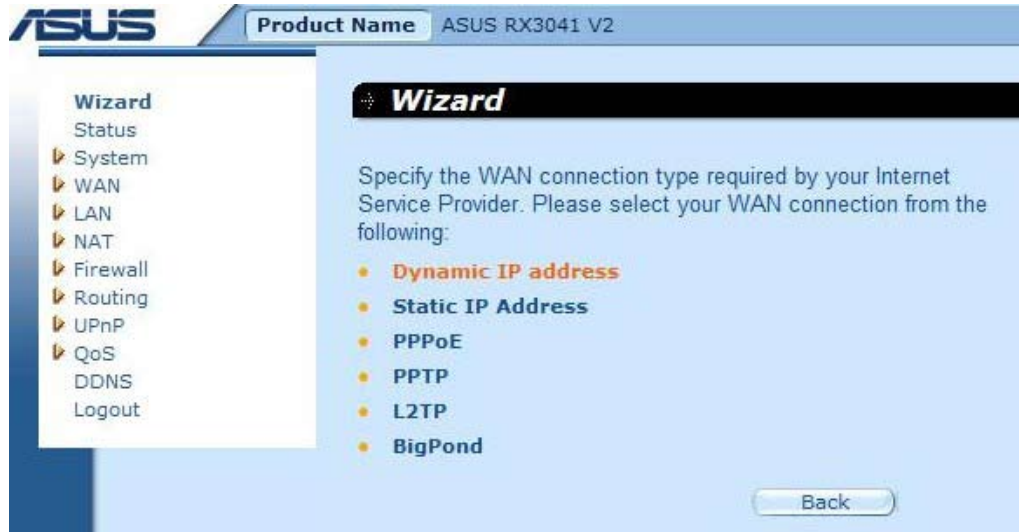 ASUS
Product Name ASUS RX3041 V2
Wizard
Status
System
WAN
LAN
NAT
Firewall
Routing
UPnP
QoS
DDNS
Logout
Wizard
Specify the WAN connection type required by your Internet
Service Provider. Please select your WAN connection from the
following:
Dynamic IP address
Static IP Address
PPPoE
PPTP
L2TP
BigPond
Back